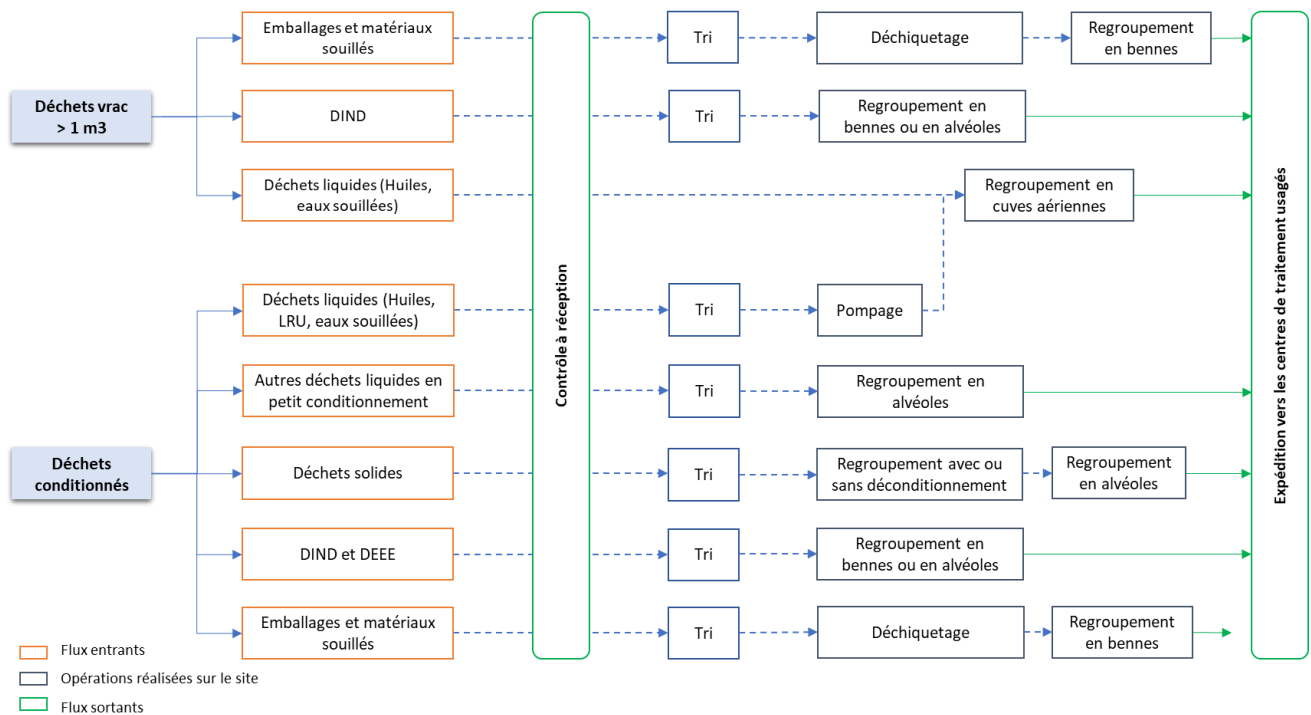 Emballages et matériaux
souillés
Tri
Déchiquetage
Regroupement
en bennes
Déchets vrac
> 1 m3
DIND
Tri
Regroupement en
bennes ou en alvéoles
Déchets liquides (Huiles,
eaux souillées)
Regroupement en
cuves aériennes
Contrôle à réception
Expédition vers les centres de traitement usagés
Déchets liquides (Huiles,
LRU, eaux souillées)
Tri
Pompage
Autres déchets liquides en
petit conditionnement
Tri
Regroupement en
alvéoles
Déchets
conditionnés
Déchets solides
Tri
Regroupement avec ou
sans déconditionnement
Regroupement
en alvéoles
DIND et DEEE
Tri
Regroupement en
bennes ou en alvéoles
Emballages et matériaux
souillés
Tri
Déchiquetage
Regroupement
en bennes
Flux entrants
Opérations réalisées sur le site
Flux sortants